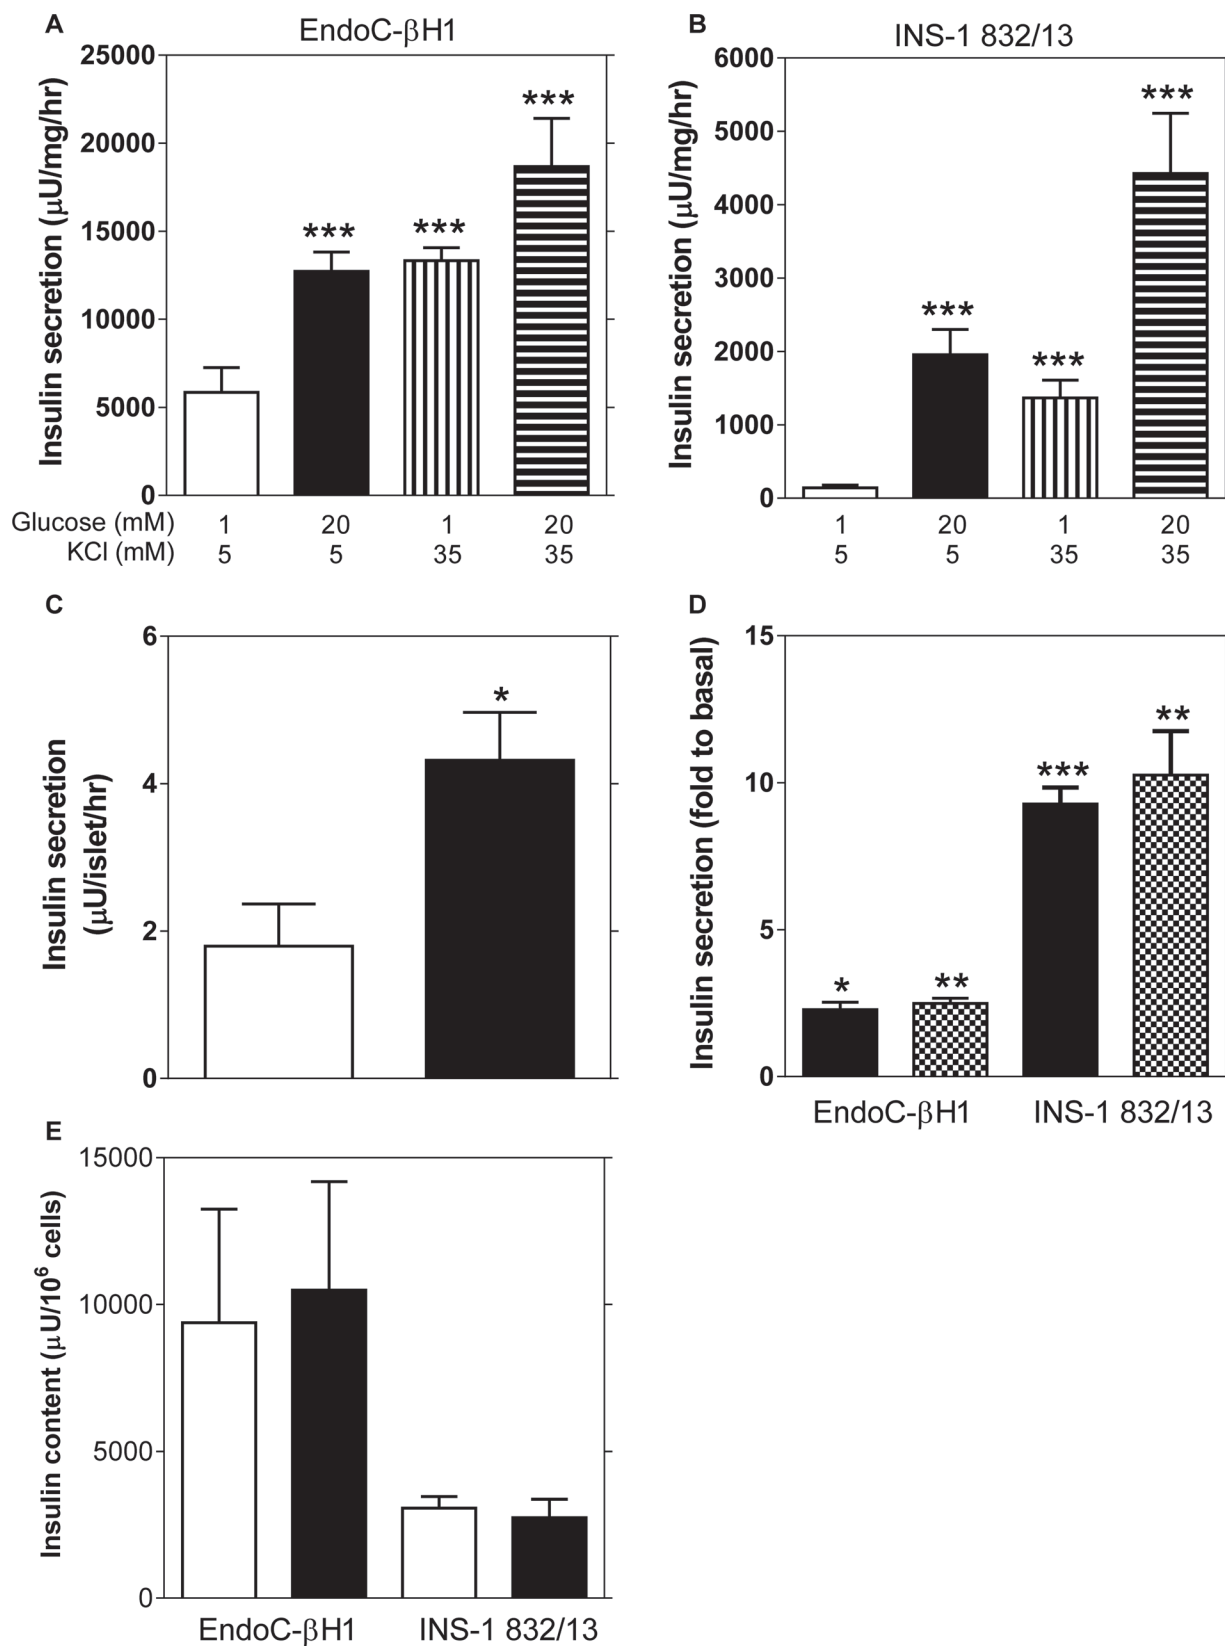 A
EndoC-βH1
Insulin secretion (μU/mg/hr)
25000
20000
15000
10000
5000
0
***
***
***
Glucose (mM) 1 20 1 20
KCl (mM) 5 5 35 35
B
INS-1 832/13
Insulin secretion (μU/mg/hr)
6000
5000
4000
3000
2000
1000
0
***
***
***
1 20 1 20
5 5 35 35
C
Insulin secretion
(μU/islet/hr)
6
4
2
0
*
D
Insulin secretion (fold to basal)
15
10
5
0
*
**
***
**
EndoC-βH1 INS-1 832/13
E
Insulin content (μU/10⁶ cells)
15000
10000
5000
0
EndoC-βH1 INS-1 832/13